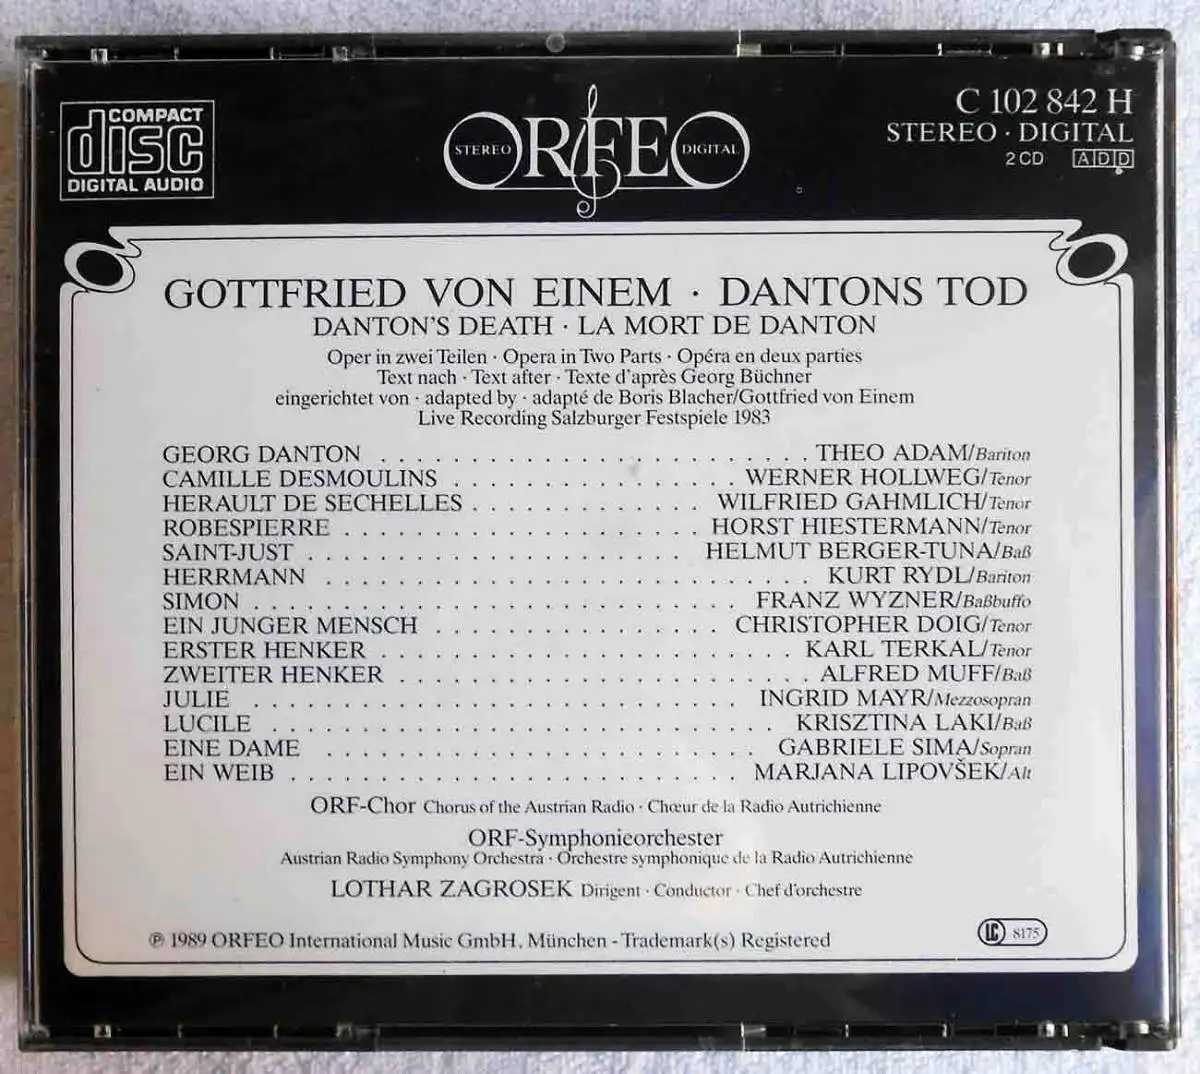 COMPACT
disc
DIGITAL AUDIO
STEREO ORFEO DIGITAL
C 102 842 H
STEREO · DIGITAL
2 CD ADD
GOTTFRIED VON EINEM · DANTONS TOD
DANTON'S DEATH · LA MORT DE DANTON
Oper in zwei Teilen · Opera in Two Parts · Opéra en deux parties
Text nach · Text after · Texte d'après Georg Büchner
eingerichtet von · adapted by · adapté de Boris Blacher/Gottfried von Einem
Live Recording Salzburger Festspiele 1983
GEORG DANTON . . . . . . . . . . . . . . . . . . . . . . . . THEO ADAM/Bariton
CAMILLE DESMOULINS . . . . . . . . . . . . . . . . WERNER HOLLWEG/Tenor
HERAULT DE SECHELLES . . . . . . . . . . . . . WILFRIED GAHMLICH/Tenor
ROBESPIERRE . . . . . . . . . . . . . . . . . . . . HORST HIESTERMANN/Tenor
SAINT-JUST . . . . . . . . . . . . . . . . . . . . . HELMUT BERGER-TUNA/Baß
HERRMANN . . . . . . . . . . . . . . . . . . . . . . . . . . . KURT RYDL/Bariton
SIMON . . . . . . . . . . . . . . . . . . . . . . . . . . FRANZ WYZNER/Baßbuffo
EIN JUNGER MENSCH . . . . . . . . . . . . . . . . CHRISTOPHER DOIG/Tenor
ERSTER HENKER . . . . . . . . . . . . . . . . . . . . . . KARL TERKAL/Tenor
ZWEITER HENKER . . . . . . . . . . . . . . . . . . . . . . ALFRED MUFF/Baß
JULIE . . . . . . . . . . . . . . . . . . . . . . . . . INGRID MAYR/Mezzosopran
LUCILE . . . . . . . . . . . . . . . . . . . . . . . . . . . KRISZTINA LAKI/Baß
EINE DAME . . . . . . . . . . . . . . . . . . . . . . . . GABRIELE SIMA/Sopran
EIN WEIB . . . . . . . . . . . . . . . . . . . . . . . . MARJANA LIPOVŠEK/Alt
ORF-Chor Chorus of the Austrian Radio · Chœur de la Radio Autrichienne
ORF-Symphonieorchester
Austrian Radio Symphony Orchestra · Orchestre symphonique de la Radio Autrichienne
LOTHAR ZAGROSEK Dirigent · Conductor · Chef d'orchestre
℗ 1989 ORFEO International Music GmbH, München - Trademark(s) Registered
LC 8175